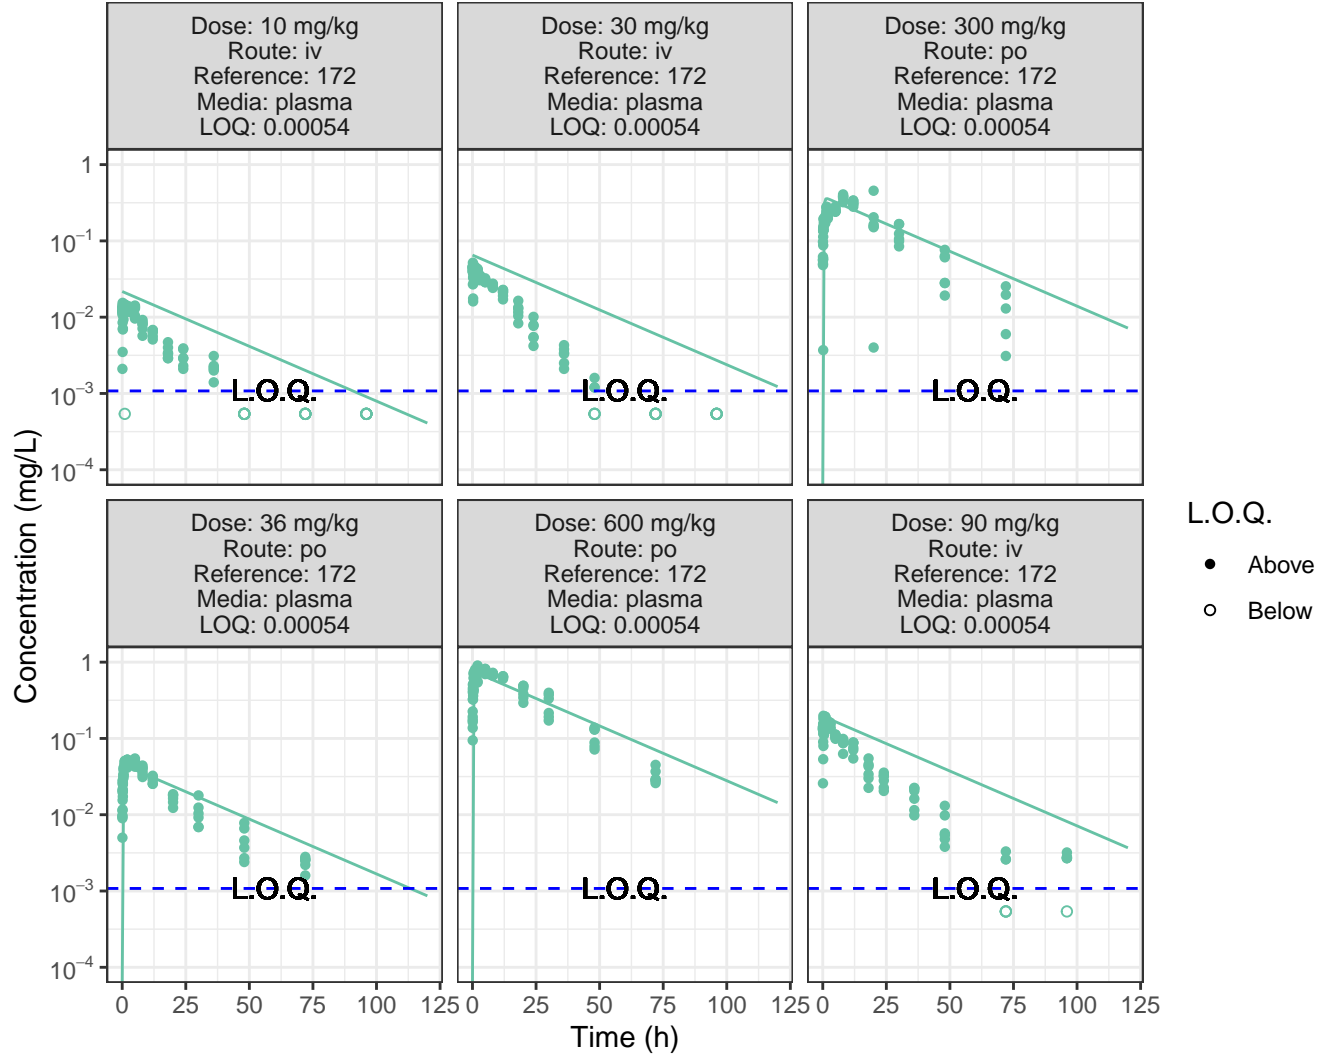 Dose: 10 mg/kg
Route: iv
Reference: 172
Media: plasma
LOQ: 0.00054
Dose: 30 mg/kg
Route: iv
Reference: 172
Media: plasma
LOQ: 0.00054
Dose: 300 mg/kg
Route: po
Reference: 172
Media: plasma
LOQ: 0.00054
1
10⁻¹
10⁻²
10⁻³
10⁻⁴
L.O.Q.
L.O.Q.
L.O.Q.
Dose: 36 mg/kg
Route: po
Reference: 172
Media: plasma
LOQ: 0.00054
Dose: 600 mg/kg
Route: po
Reference: 172
Media: plasma
LOQ: 0.00054
Dose: 90 mg/kg
Route: iv
Reference: 172
Media: plasma
LOQ: 0.00054
1
10⁻¹
10⁻²
10⁻³
10⁻⁴
L.O.Q.
L.O.Q.
L.O.Q.
0 25 50 75 100 125
0 25 50 75 100 125
0 25 50 75 100 125
Time (h)
Concentration (mg/L)
L.O.Q.
Above
Below